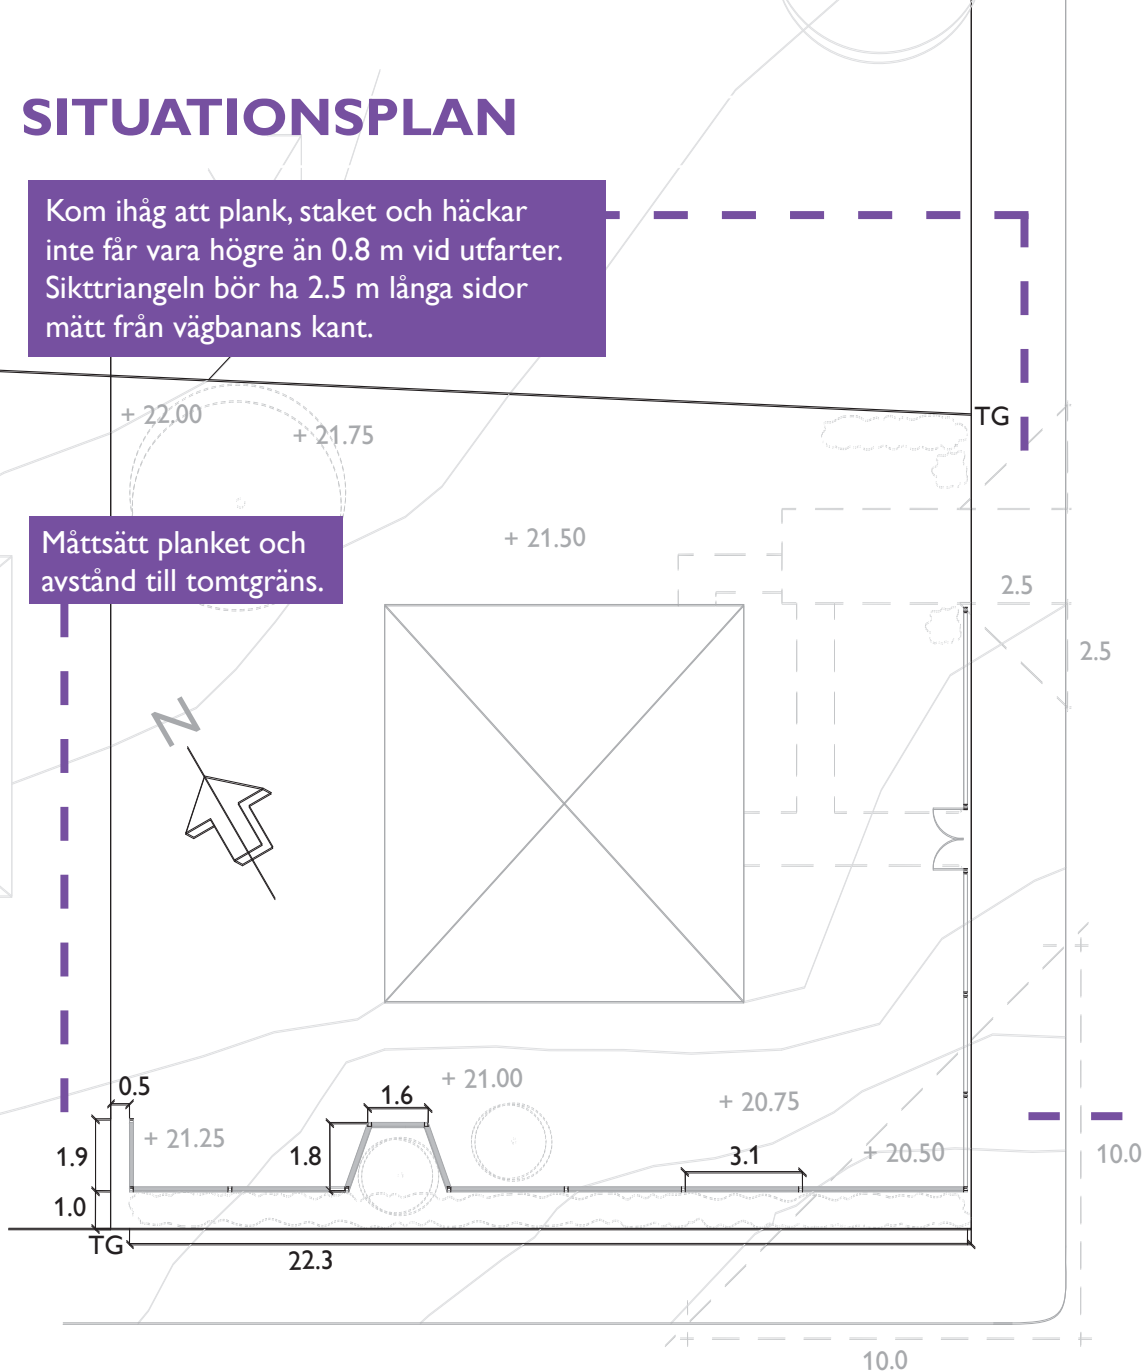 SITUATIONSPLAN
Kom ihåg att plank, staket och häckar
inte får vara högre än 0.8 m vid utfarter.
Sikttriangeln bör ha 2.5 m långa sidor
mätt från vägbanans kant.
+ 22.00
+ 21.75
TG
Måttsätt planket och
avstånd till tomtgräns.
+ 21.50
2.5
2.5
N
0.5
1.6
+ 21.00
+ 20.75
+ 21.25
1.9
1.8
3.1
+ 20.50
10.0
1.0
TG
22.3
10.0